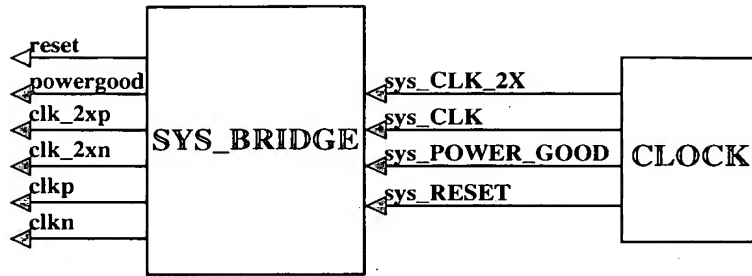 reset
powergood
clk_2xp
clk_2xn
clkp
clkn
SYS_BRIDGE
sys_CLK_2X
sys_CLK
sys_POWER_GOOD
sys_RESET
CLOCK